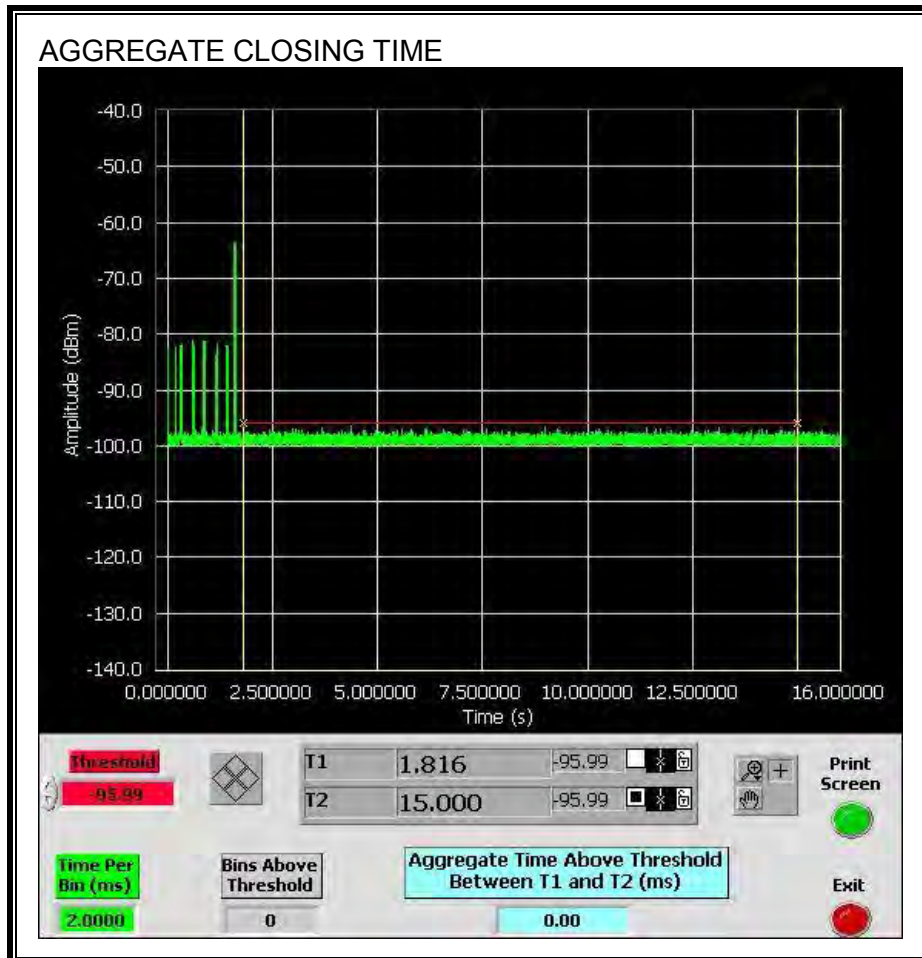 AGGREGATE CLOSING TIME
-40.0
-50.0
-60.0
-70.0
-80.0
-90.0
-100.0
-110.0
-120.0
-130.0
-140.0
Amplitude (dBm)
0.000000 2.500000 5.000000 7.500000 10.000000 12.500000 16.000000
Time (s)
Threshold
-95.99
T1 1.816 -95.99
T2 15.000 -95.99
Print
Screen
Time Per
Bin (ms)
2.0000
Bins Above
Threshold
0
Aggregate Time Above Threshold
Between T1 and T2 (ms)
0.00
Exit